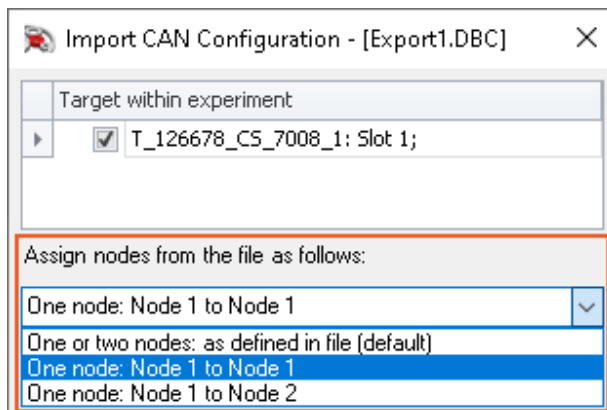 Import CAN Configuration - [Export1.DBC]
Target within experiment
T_126678_CS_7008_1: Slot 1;
Assign nodes from the file as follows:
One node: Node 1 to Node 1
One or two nodes: as defined in file (default)
One node: Node 1 to Node 1
One node: Node 1 to Node 2